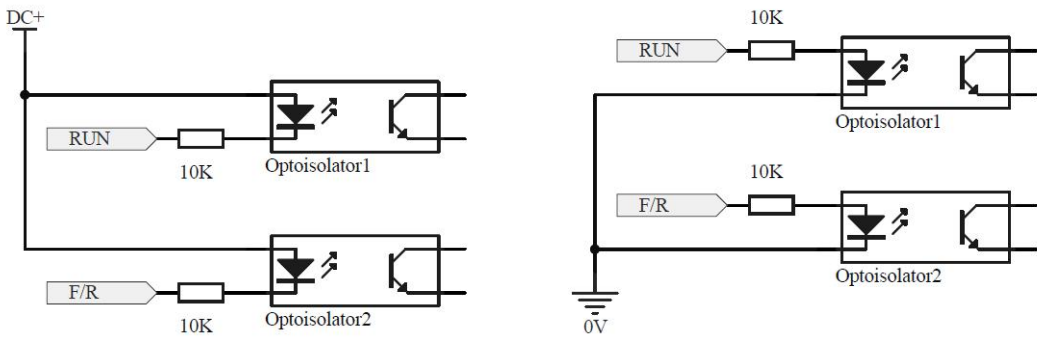 DC+
RUN
10K
Optoisolator1
F/R
10K
Optoisolator2
10K
RUN
Optoisolator1
10K
F/R
Optoisolator2
0V